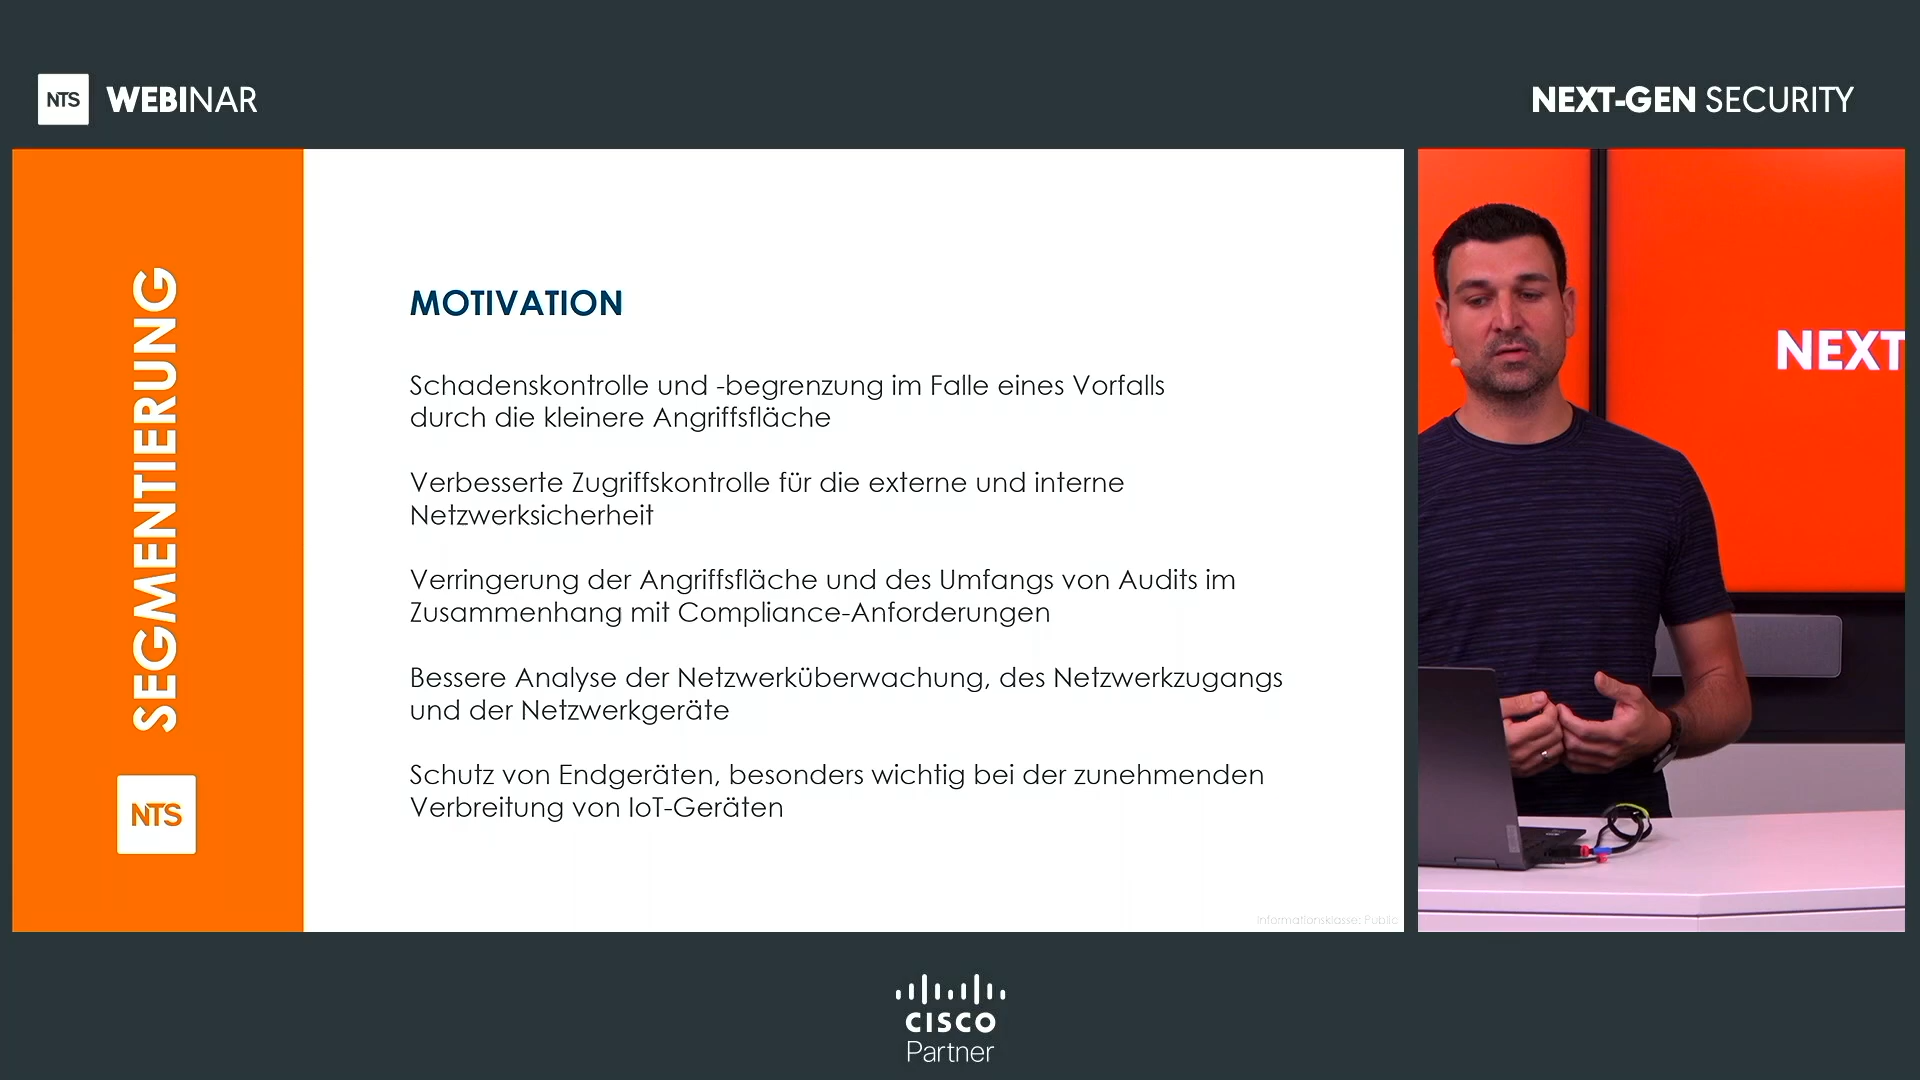 NTS WEBINAR
NEXT-GEN SECURITY
SEGMENTIERUNG
NTS
MOTIVATION
Schadenskontrolle und -begrenzung im Falle eines Vorfalls
durch die kleinere Angriffsfläche
Verbesserte Zugriffskontrolle für die externe und interne
Netzwerksicherheit
Verringerung der Angriffsfläche und des Umfangs von Audits im
Zusammenhang mit Compliance-Anforderungen
Bessere Analyse der Netzwerküberwachung, des Netzwerkzugangs
und der Netzwerkgeräte
Schutz von Endgeräten, besonders wichtig bei der zunehmenden
Verbreitung von IoT-Geräten
Informationsklasse: Public
NEXT
CISCO
Partner